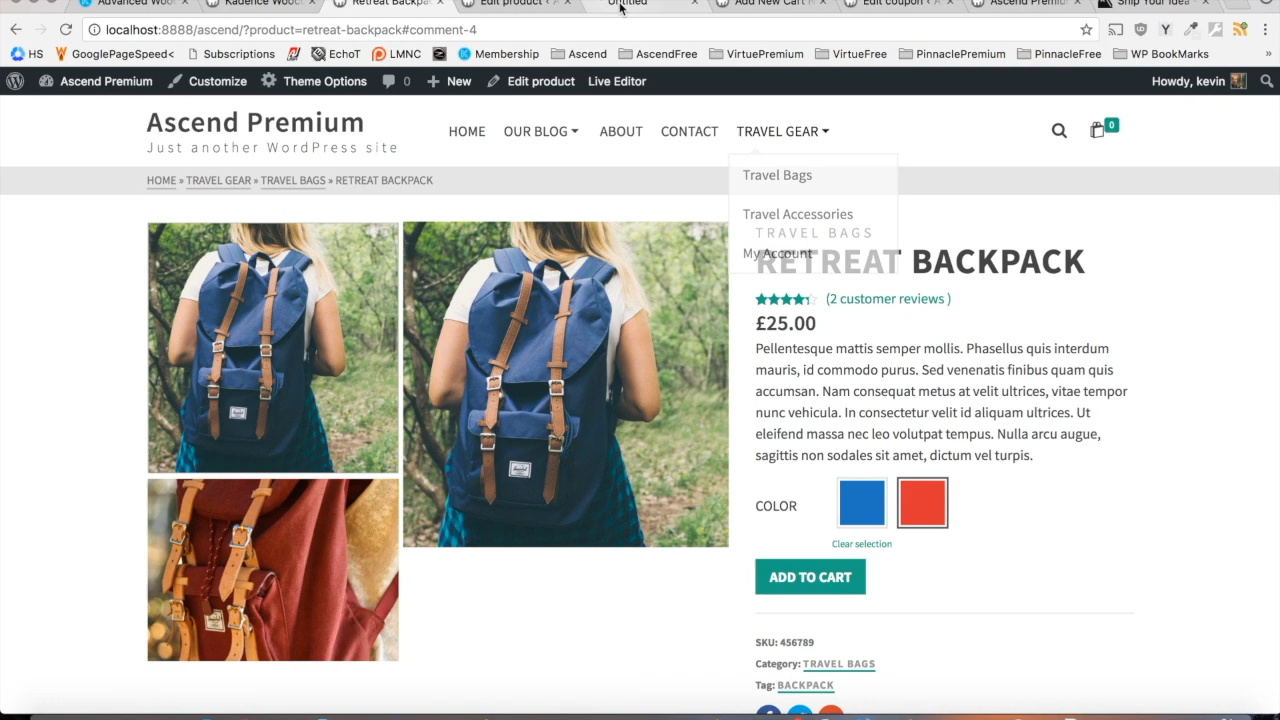 Advanced Woo
Kadence Wooc
Retreat Backpa
Edit product < A
Untitled
Add New Cart
Edit coupon < A
Ascend Premiu
Ship Your Idea -
localhost:8888/ascend/?product=retreat-backpack#comment-4
HS
GooglePageSpeed<
Subscriptions
EchoT
LMNC
Membership
Ascend
AscendFree
VirtuePremium
VirtueFree
PinnaclePremium
PinnacleFree
WP BookMarks
»
Ascend Premium
Customize
Theme Options
0
New
Edit product
Live Editor
Howdy, kevin
Ascend Premium
Just another WordPress site
HOME
OUR BLOG
ABOUT
CONTACT
TRAVEL GEAR
0
HOME » TRAVEL GEAR » TRAVEL BAGS » RETREAT BACKPACK
Travel Bags
Travel Accessories
My Account
TRAVEL BAGS
RETREAT BACKPACK
(2 customer reviews )
£25.00
Pellentesque mattis semper mollis. Phasellus quis interdum
mauris, id commodo purus. Sed venenatis finibus quam quis
accumsan. Nam consequat metus at velit ultrices, vitae tempor
nunc vehicula. In consectetur velit id aliquam ultrices. Ut
eleifend massa nec leo volutpat tempus. Nulla arcu augue,
sagittis non sodales sit amet, dictum vel turpis.
COLOR
Clear selection
ADD TO CART
SKU: 456789
Category: TRAVEL BAGS
Tag: BACKPACK